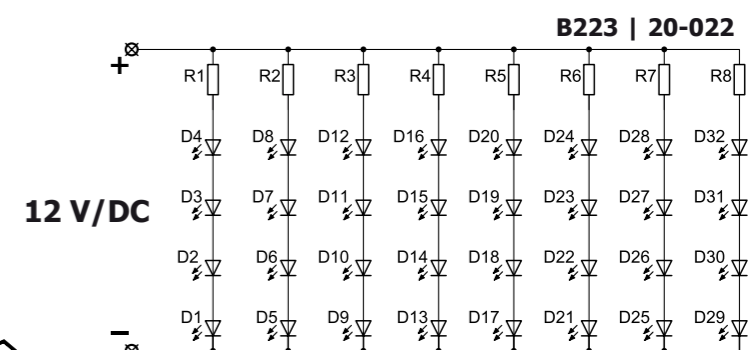 B223 | 20-022
+
R1 R2 R3 R4 R5 R6 R7 R8
D4 D8 D12 D16 D20 D24 D28 D32
12 V/DC
D3 D7 D11 D15 D19 D23 D27 D31
D2 D6 D10 D14 D18 D22 D26 D30
D1 D5 D9 D13 D17 D21 D25 D29
−